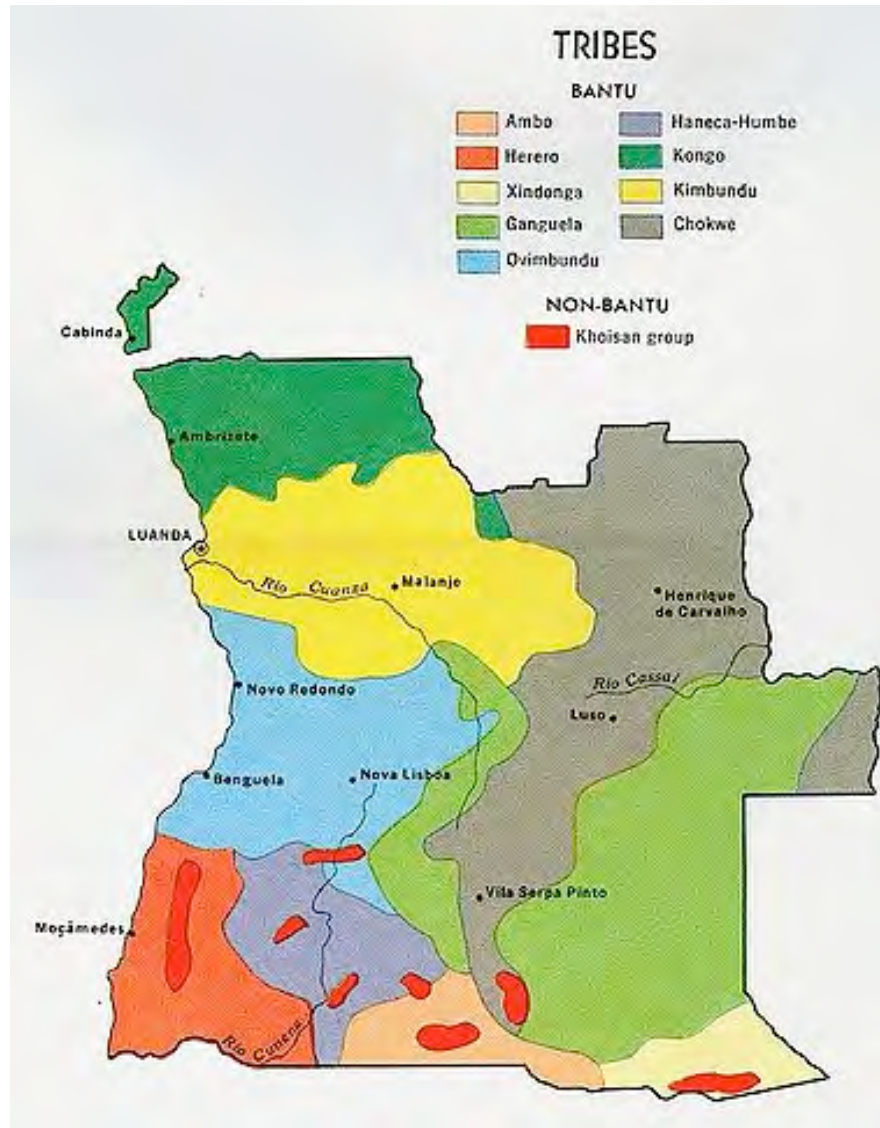 TRIBES
BANTU
Ambo
Haneca-Humbe
Herero
Kongo
Xindonga
Kimbundu
Ganguela
Chokwe
Ovimbundu
NON-BANTU
Khoisan group
Cabinda
Ambrizete
LUANDA
Rio Cuanza
Malanje
Henrique
de Carvalho
Rio Cassai
Novo Redondo
Luso
Benguela
Nova Lisboa
Vila Serpa Pinto
Moçâmedes
Rio Cunene